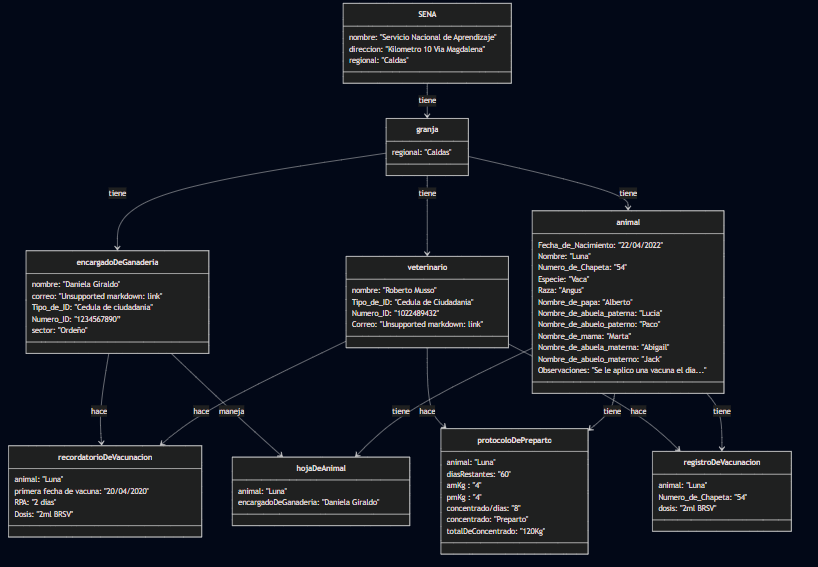 SENA
nombre: "Servicio Nacional de Aprendizaje"
direccion: "Kilometro 10 Via Magdalena"
regional: "Caldas"
tiene
granja
regional: "Caldas"
tiene
tiene
tiene
encargadoDeGanaderia
nombre: "Daniela Giraldo"
correo: "Unsupported markdown: link"
Tipo_de_ID: "Cedula de ciudadania"
Numero_ID: "1234567890"
sector: "Ordeño"
veterinario
nombre: "Roberto Musso"
Tipo_de_ID: "Cedula de Ciudadania"
Numero_ID: "1022489432"
Correo: "Unsupported markdown: link"
animal
Fecha_de_Nacimiento: "22/04/2022"
Nombre: "Luna"
Numero_de_Chapeta: "54"
Especie: "Vaca"
Raza: "Angus"
Nombre_de_papa: "Alberto"
Nombre_de_abuela_paterna: "Lucia"
Nombre_de_abuelo_paterno: "Paco"
Nombre_de_mama: "Marta"
Nombre_de_abuela_materna: "Abigail"
Nombre_de_abuelo_materno: "Jack"
Observaciones: "Se le aplico una vacuna el dia..."
hace
hace
maneja
tiene
hace
tiene
hace
tiene
recordatorioDeVacunacion
animal: "Luna"
primera fecha de vacuna: "20/04/2020"
RPA: "2 dias"
Dosis: "2ml BRSV"
hojaDeAnimal
animal: "Luna"
encargadoDeGanaderia: "Daniela Giraldo"
protocoloDePreparto
animal: "Luna"
diasRestantes: "60"
amKg: "4"
pmKg: "4"
concentrado/dias: "8"
concentrado: "Preparto"
totalDeConcentrado: "120Kg"
registroDeVacunacion
animal: "Luna"
Numero_de_Chapeta: "54"
dosis: "2ml BRSV"